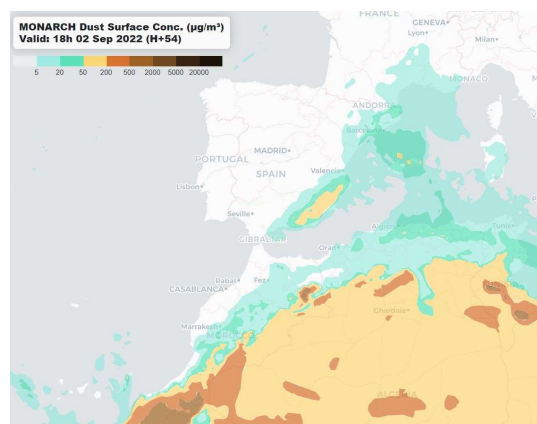 MONARCH Dust Surface Conc. (µg/m³)
Valid: 18h 02 Sep 2022 (H+54)
5 20 50 200 500 2000 5000 20000
FRANCE
GENEVA
Lyon
Milan
MONACO
ANDORRA
Barcelona
MADRID
PORTUGAL
SPAIN
Valencia
Lisbon
Seville
Algiers
Tunis
GIBRALTAR
Oran
Rabat
Fez
CASABLANCA
Marrakesh
Ghardaia
ALGERIA